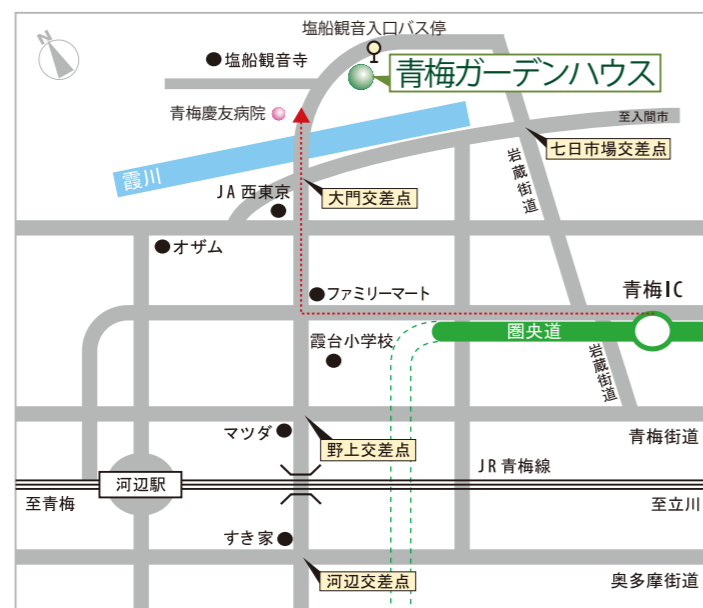 N
塩船観音入口バス停
塩船観音寺
青梅ガーデンハウス
青梅慶友病院
至入間市
七日市場交差点
霞川
岩蔵街道
JA西東京
大門交差点
オザム
ファミリーマート
青梅IC
圏央道
霞台小学校
岩蔵街道
マツダ
野上交差点
青梅街道
JR青梅線
河辺駅
至青梅
至立川
すき家
河辺交差点
奥多摩街道